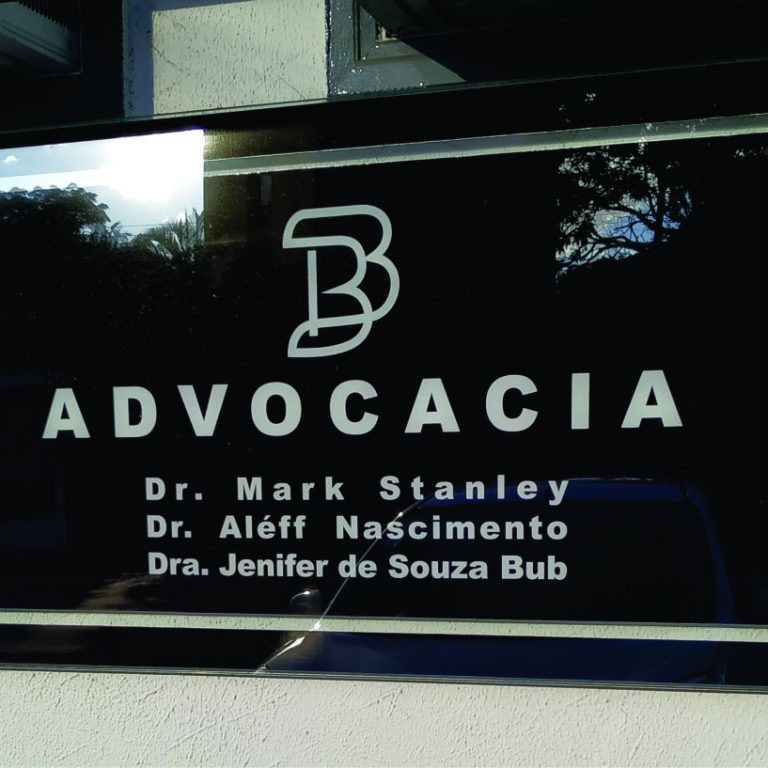 B
ADVOCACIA
Dr. Mark Stanley
Dr. Aléff Nascimento
Dra. Jenifer de Souza Bub